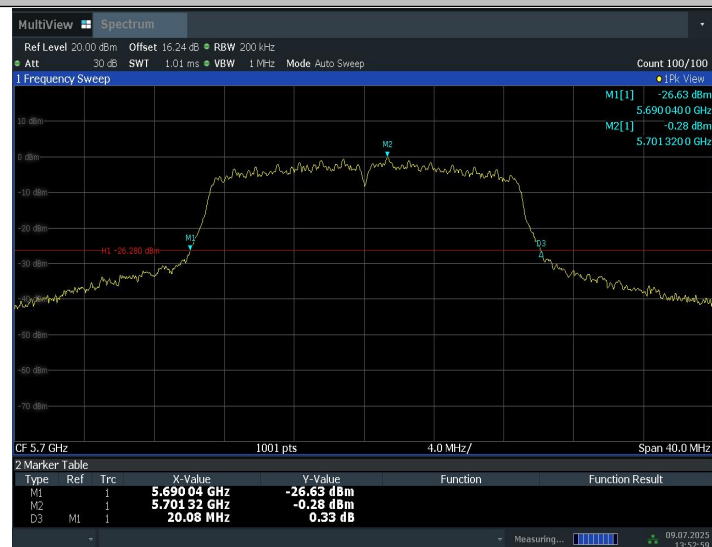 MultiView Spectrum
Ref Level 20.00 dBm Offset 16.24 dB RBW 200 kHz
Att 30 dB SWT 1.01 ms VBW 1 MHz Mode Auto Sweep Count 100/100
1 Frequency Sweep 1Pk View
M1[1] -26.63 dBm
5.690 040 0 GHz
M2[1] -0.28 dBm
5.701 320 0 GHz
10 dBm
M2
0 dBm
-10 dBm
-20 dBm
M1
D3
H1 -26.280 dBm
-30 dBm
-40 dBm
-50 dBm
-60 dBm
-70 dBm
CF 5.7 GHz 1001 pts 4.0 MHz/ Span 40.0 MHz
2 Marker Table
Type Ref Trc X-Value Y-Value Function Function Result
M1 1 5.690 04 GHz -26.63 dBm
M2 1 5.701 32 GHz -0.28 dBm
D3 M1 1 20.08 MHz 0.33 dB
Measuring... 09.07.2025
13:52:59